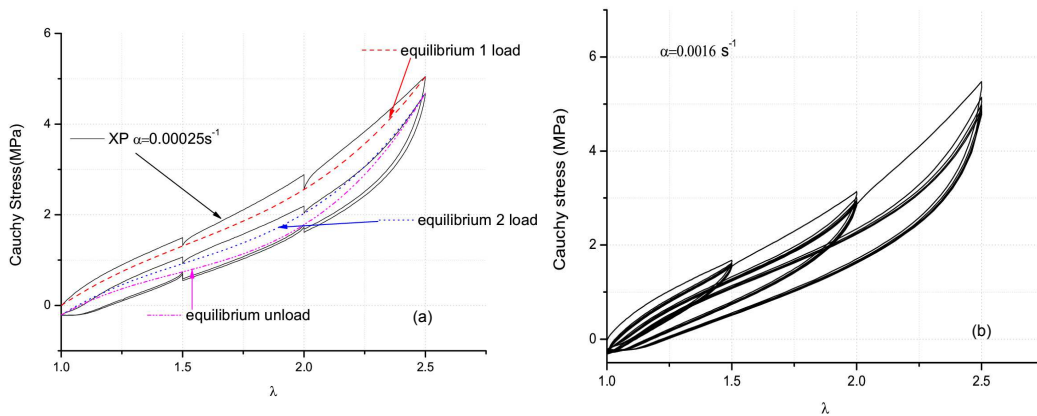 6
4
2
0
Cauchy Stress(MPa)
equilibrium 1 load
XP α=0.00025s⁻¹
equilibrium 2 load
equilibrium unload
(a)
1.0 1.5 2.0 2.5
λ
(b)
6
4
2
0
Cauchy stress (MPa)
α=0.0016 s⁻¹
1.0 1.5 2.0 2.5
λ